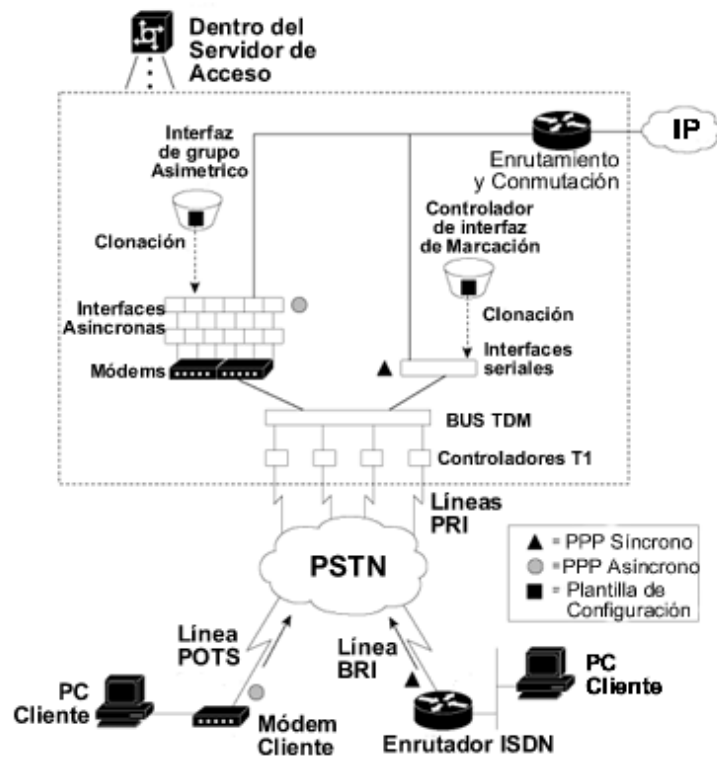 Dentro del
Servidor de
Acceso
Interfaz
de grupo
Asimetrico
Clonación
Interfaces
Asincronas
Módems
IP
Enrutamiento
y Conmutación
Controlador
de interfaz
de Marcación
Clonación
Interfaces
seriales
BUS TDM
Controladores T1
Líneas
PRI
PSTN
= PPP Síncrono
= PPP Asincrono
= Plantilla de
Configuración
Línea
POTS
Línea
BRI
PC
Cliente
Módem
Cliente
Enrutador ISDN
PC
Cliente